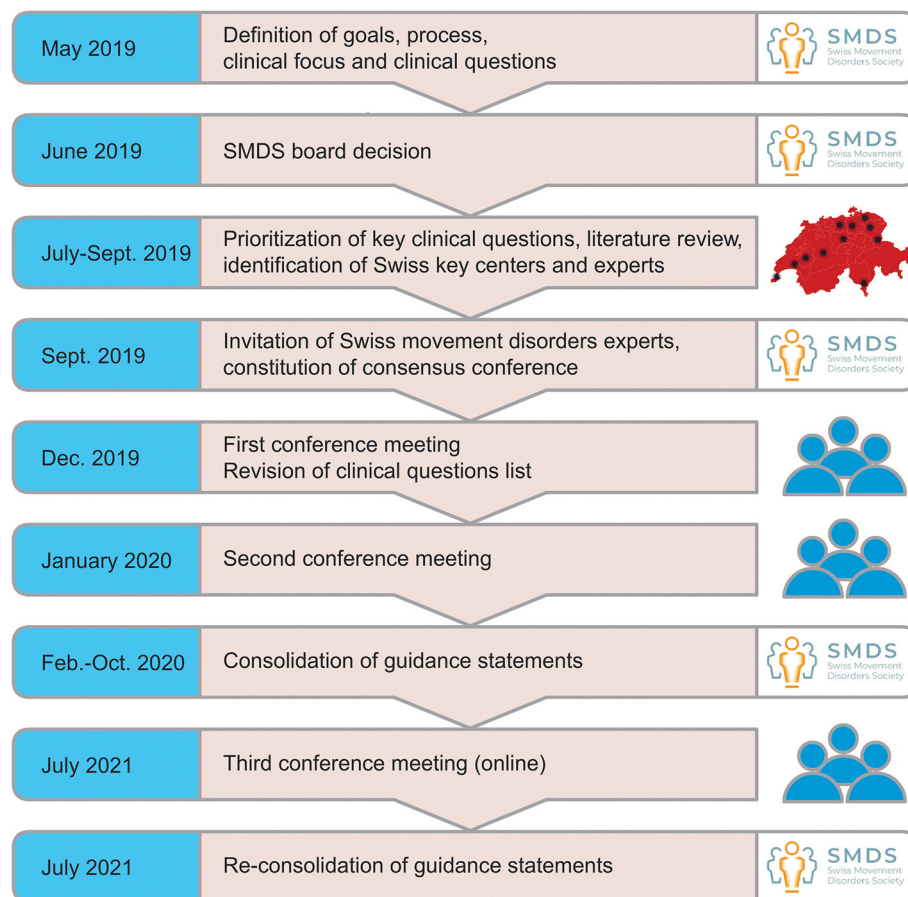 May 2019
Definition of goals, process,
clinical focus and clinical questions
SMDS
Swiss Movement
Disorders Society
June 2019
SMDS board decision
SMDS
Swiss Movement
Disorders Society
July-Sept. 2019
Prioritization of key clinical questions, literature review,
identification of Swiss key centers and experts
Sept. 2019
Invitation of Swiss movement disorders experts,
constitution of consensus conference
SMDS
Swiss Movement
Disorders Society
Dec. 2019
First conference meeting
Revision of clinical questions list
January 2020
Second conference meeting
Feb.-Oct. 2020
Consolidation of guidance statements
SMDS
Swiss Movement
Disorders Society
July 2021
Third conference meeting (online)
July 2021
Re-consolidation of guidance statements
SMDS
Swiss Movement
Disorders Society